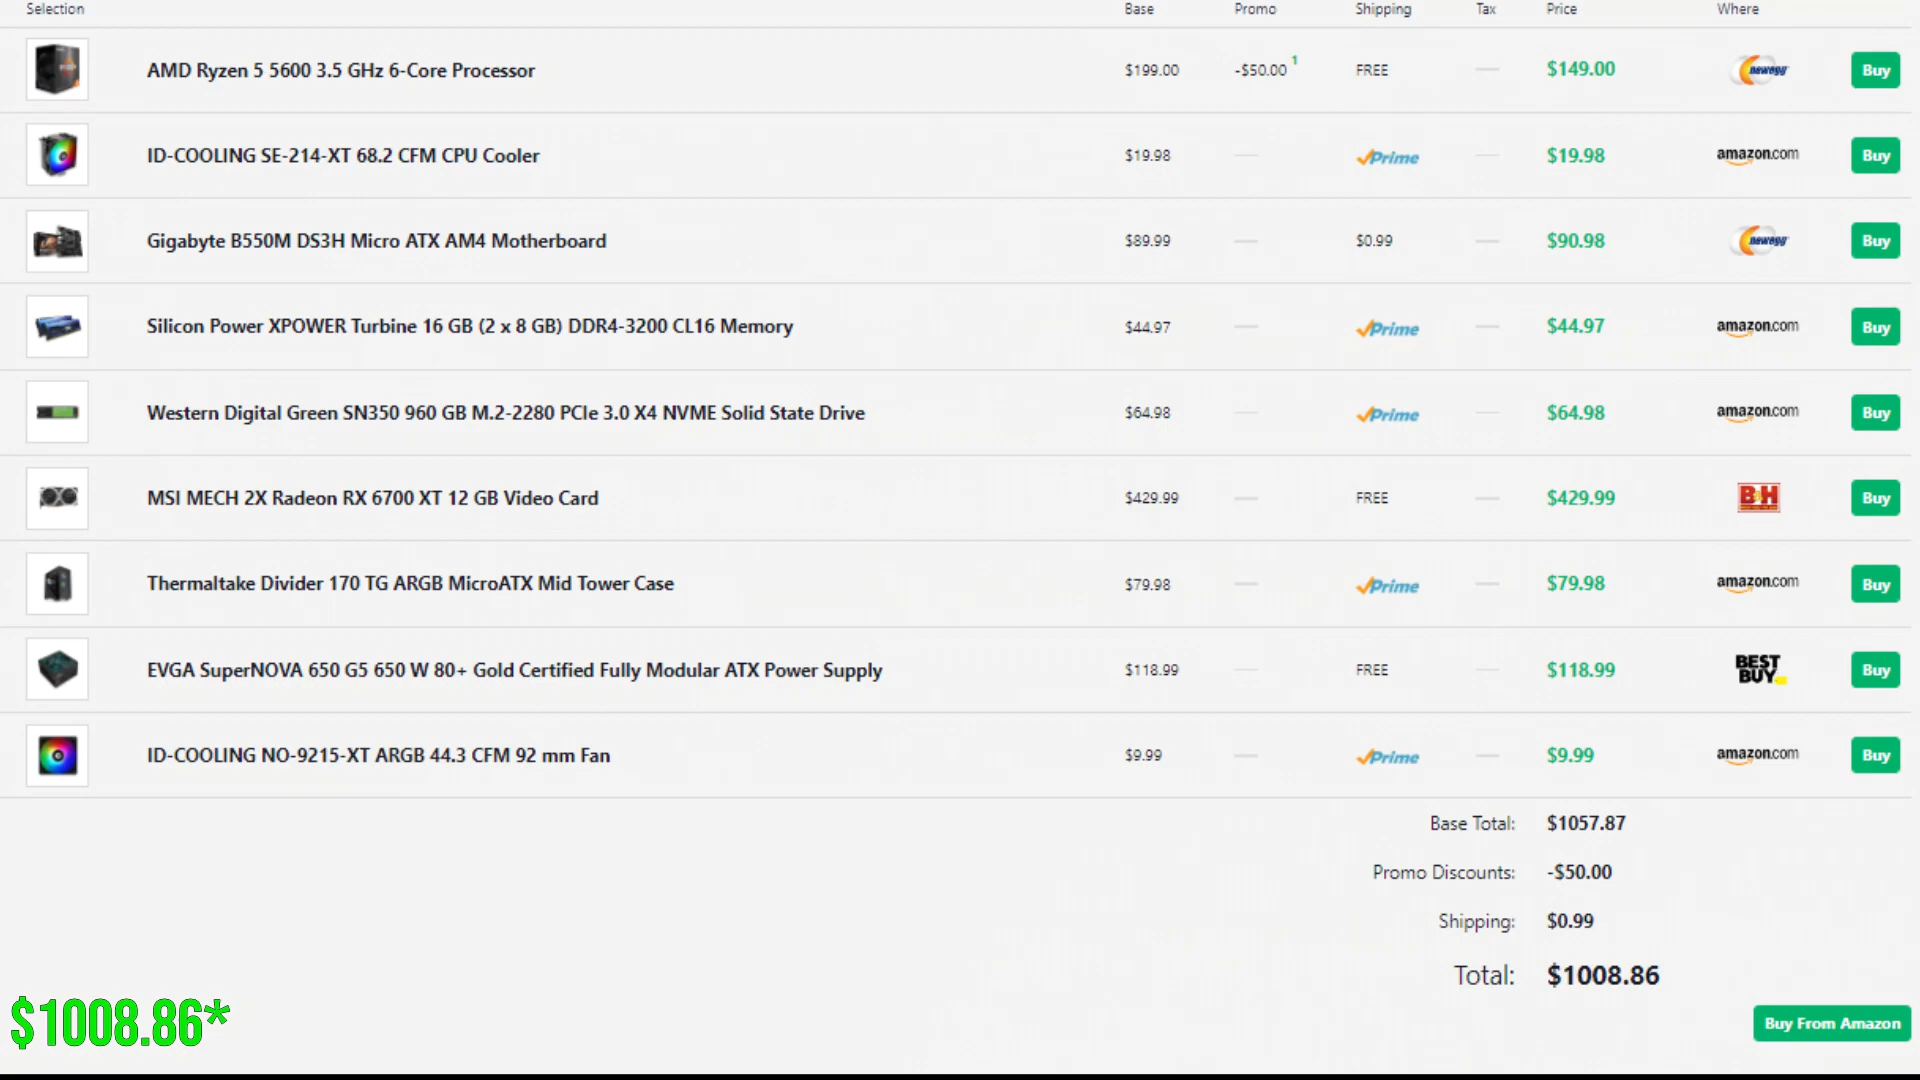 Selection Base Promo Shipping Tax Price Where
AMD Ryzen 5 5600 3.5 GHz 6-Core Processor $199.00 -$50.00 1 FREE — $149.00 newegg Buy
ID-COOLING SE-214-XT 68.2 CFM CPU Cooler $19.98 — Prime — $19.98 amazon.com Buy
Gigabyte B550M DS3H Micro ATX AM4 Motherboard $89.99 — $0.99 — $90.98 newegg Buy
Silicon Power XPOWER Turbine 16 GB (2 x 8 GB) DDR4-3200 CL16 Memory $44.97 — Prime — $44.97 amazon.com Buy
Western Digital Green SN350 960 GB M.2-2280 PCIe 3.0 X4 NVME Solid State Drive $64.98 — Prime — $64.98 amazon.com Buy
MSI MECH 2X Radeon RX 6700 XT 12 GB Video Card $429.99 — FREE — $429.99 B&H Buy
Thermaltake Divider 170 TG ARGB MicroATX Mid Tower Case $79.98 — Prime — $79.98 amazon.com Buy
EVGA SuperNOVA 650 G5 650 W 80+ Gold Certified Fully Modular ATX Power Supply $118.99 — FREE — $118.99 BEST BUY Buy
ID-COOLING NO-9215-XT ARGB 44.3 CFM 92 mm Fan $9.99 — Prime — $9.99 amazon.com Buy
Base Total: $1057.87
Promo Discounts: -$50.00
Shipping: $0.99
Total: $1008.86
$1008.86*
Buy From Amazon